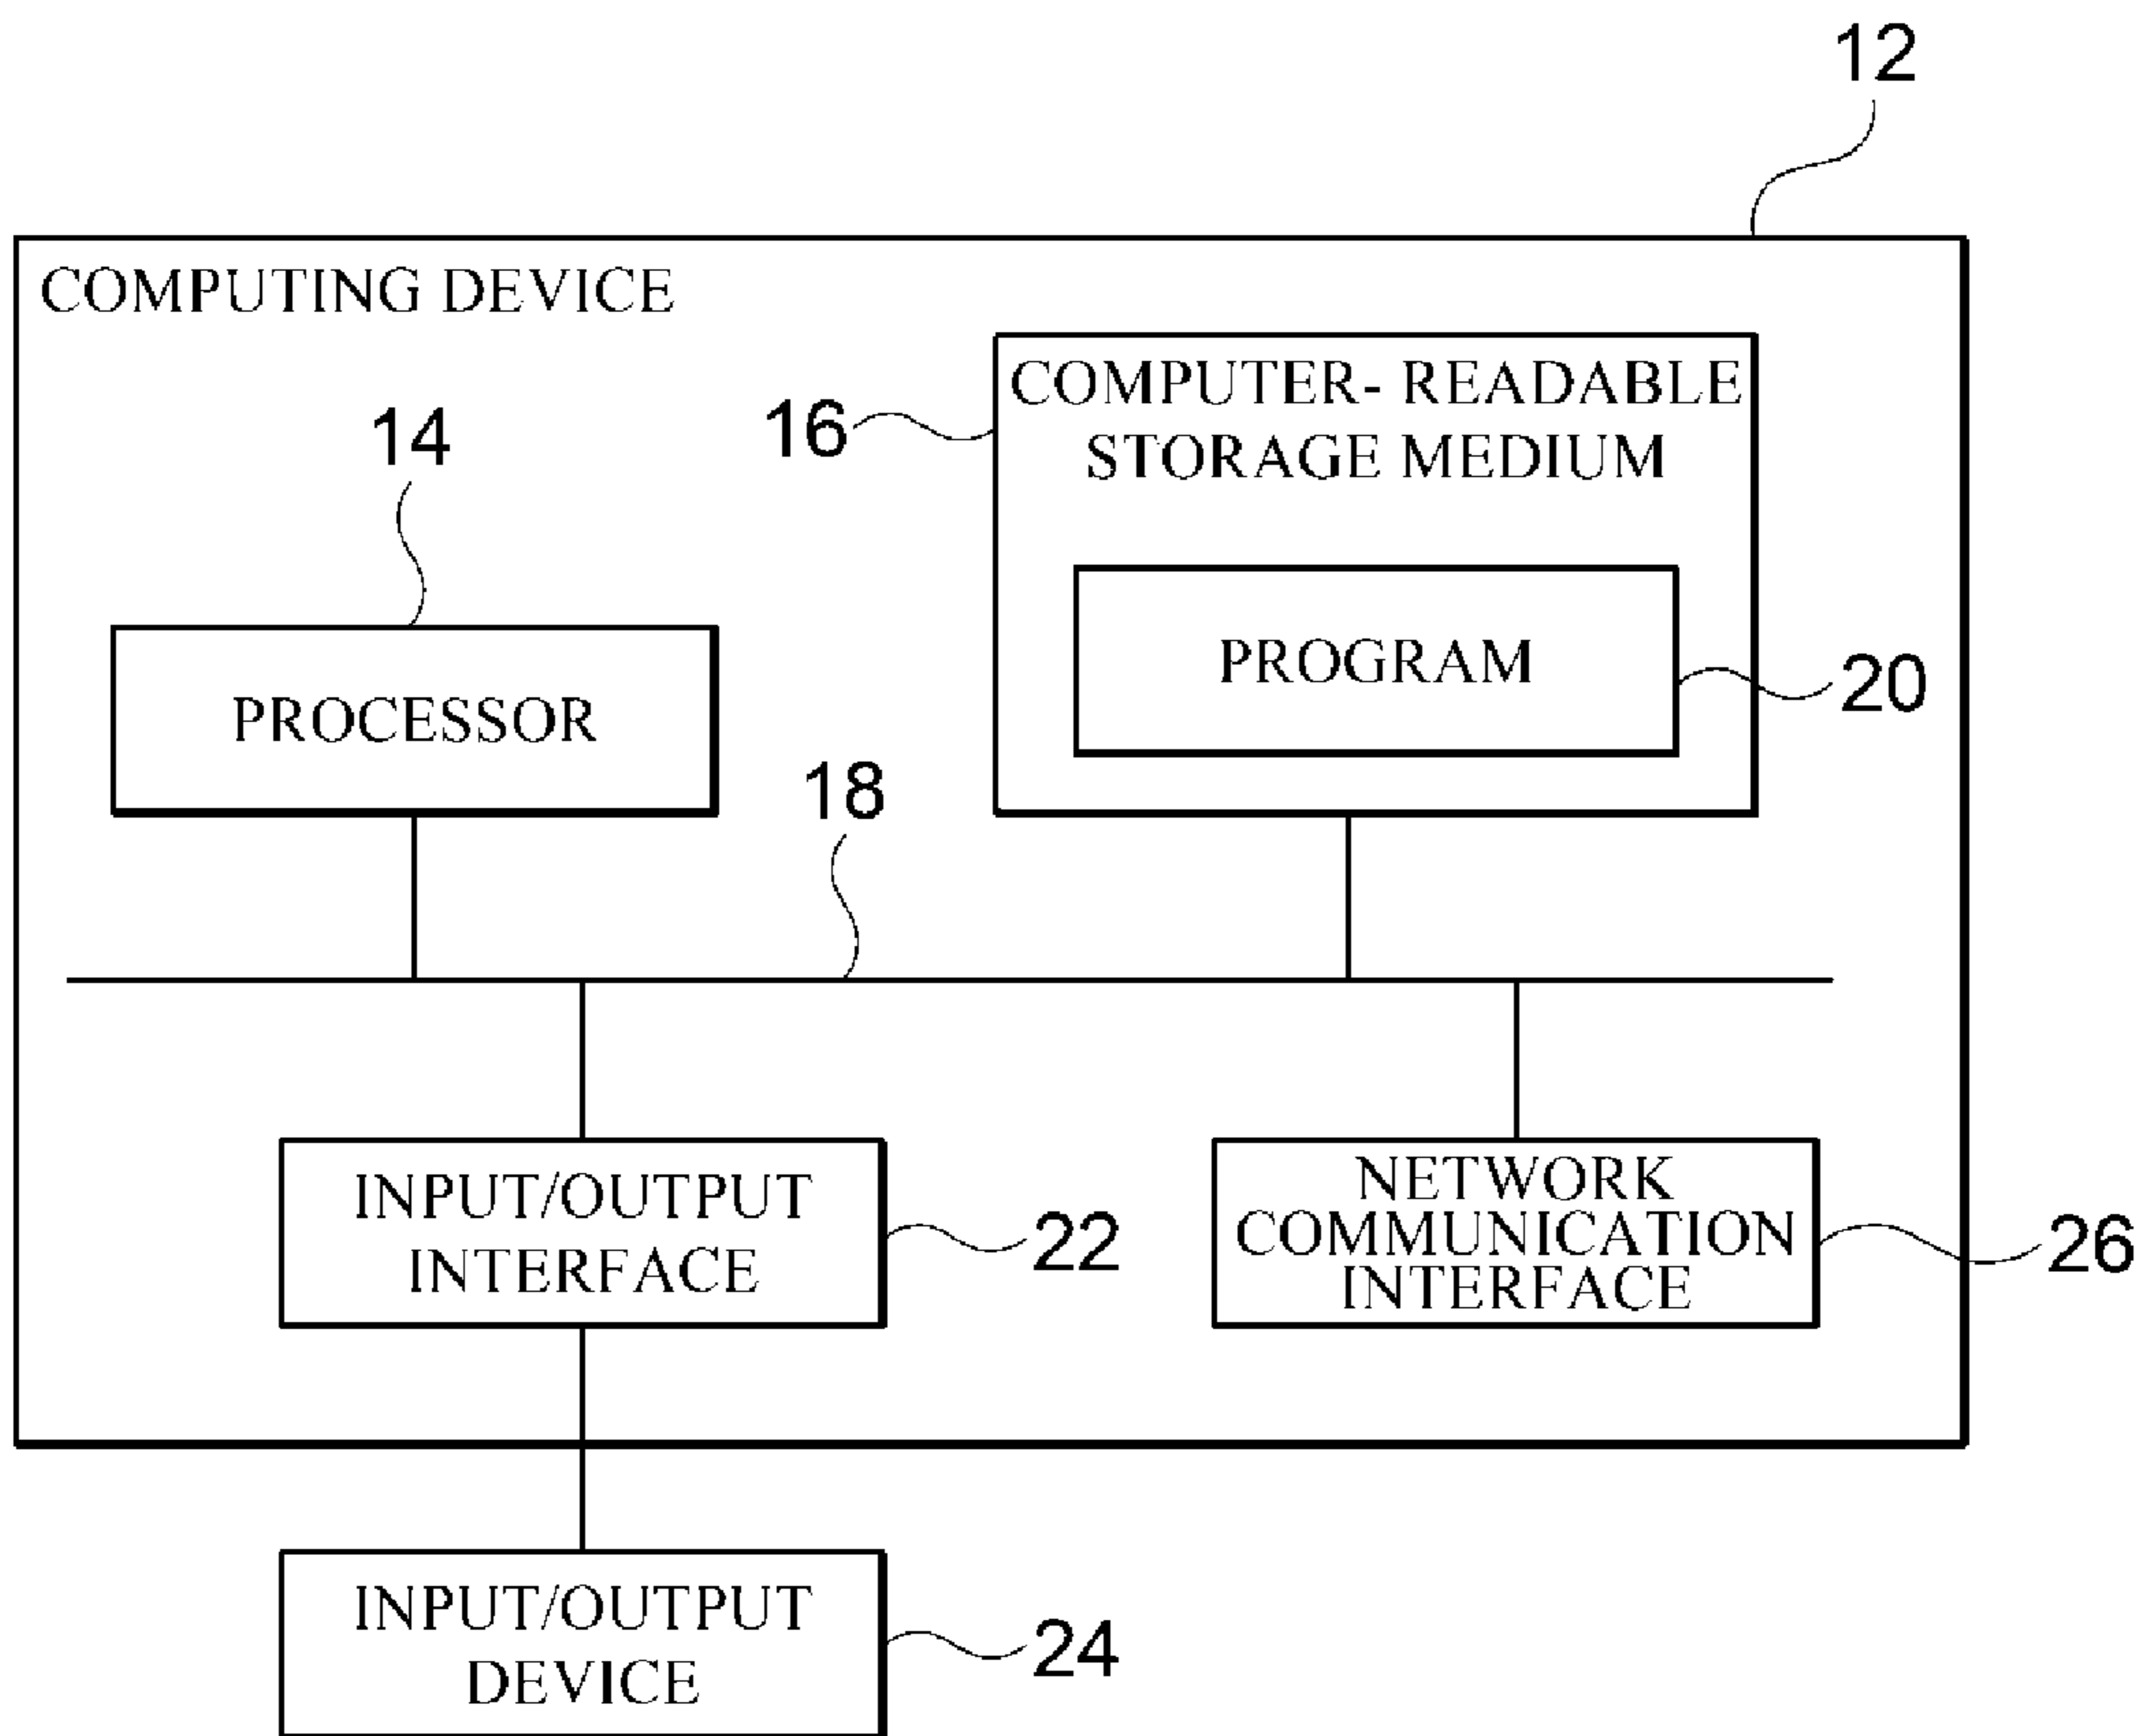 12
COMPUTING DEVICE
COMPUTER- READABLE
STORAGE MEDIUM
16
14
PROGRAM
20
PROCESSOR
18
INPUT/OUTPUT
INTERFACE
22
NETWORK
COMMUNICATION
INTERFACE
26
INPUT/OUTPUT
DEVICE
24